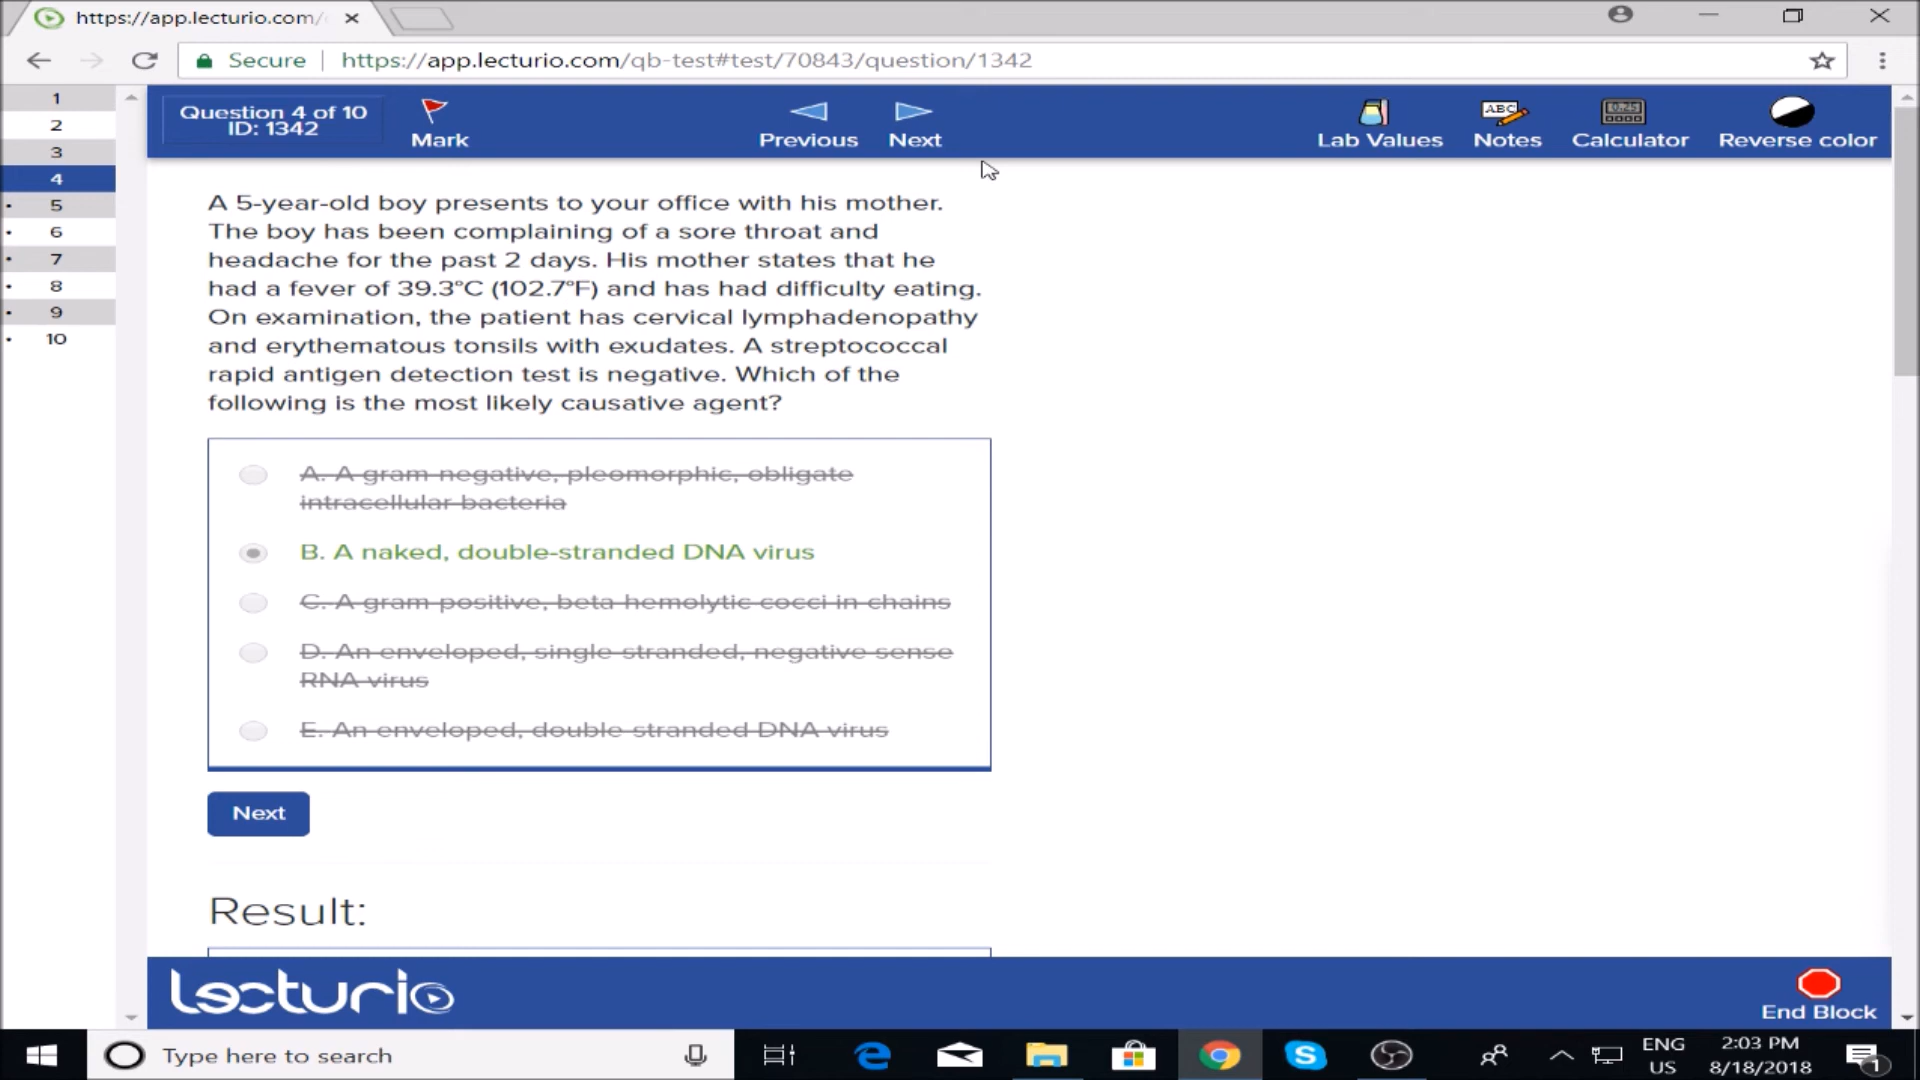 https://app.lecturio.com/
Secure
https://app.lecturio.com/qb-test#test/70843/question/1342
1
2
3
4
5
6
7
8
9
10
Question 4 of 10
ID: 1342
Mark
Previous
Next
Lab Values
ABC
Notes
0.25
Calculator
Reverse color
A 5-year-old boy presents to your office with his mother.
The boy has been complaining of a sore throat and
headache for the past 2 days. His mother states that he
had a fever of 39.3°C (102.7°F) and has had difficulty eating.
On examination, the patient has cervical lymphadenopathy
and erythematous tonsils with exudates. A streptococcal
rapid antigen detection test is negative. Which of the
following is the most likely causative agent?
A. A gram-negative, pleomorphic, obligate
intracellular bacteria
B. A naked, double-stranded DNA virus
C. A gram-positive, beta-hemolytic cocci in chains
D. An enveloped, single-stranded, negative sense
RNA virus
E. An enveloped, double-stranded DNA virus
Next
Result:
lecturio
End Block
Type here to search
ENG
US
2:03 PM
8/18/2018
1